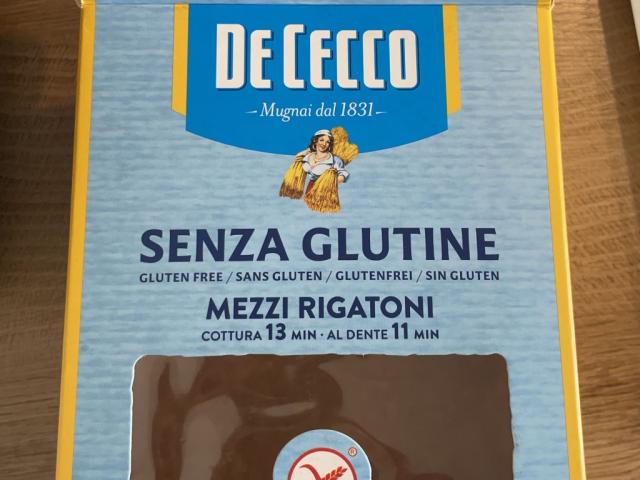 DE CECCO
Mugnai dal 1831
SENZA GLUTINE
GLUTEN FREE / SANS GLUTEN / GLUTENFREI / SIN GLUTEN
MEZZI RIGATONI
COTTURA 13 MIN · AL DENTE 11 MIN
®